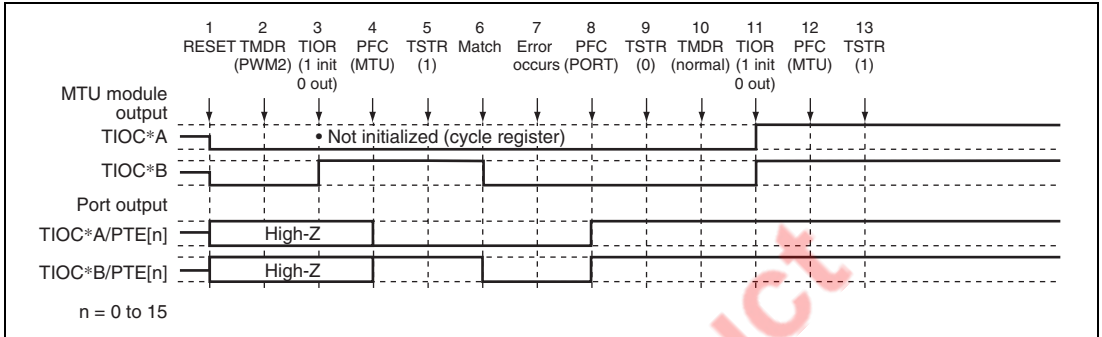 1 2 3 4 5 6 7 8 9 10 11 12 13
RESET TMDR TIOR PFC TSTR Match Error PFC TSTR TMDR TIOR PFC TSTR
(PWM2) (1 init (MTU) (1) occurs (PORT) (0) (normal) (1 init (MTU) (1)
0 out) 0 out)
MTU module
output
TIOC*A • Not initialized (cycle register)
TIOC*B
Port output
TIOC*A/PTE[n] High-Z
TIOC*B/PTE[n] High-Z
n = 0 to 15
uct